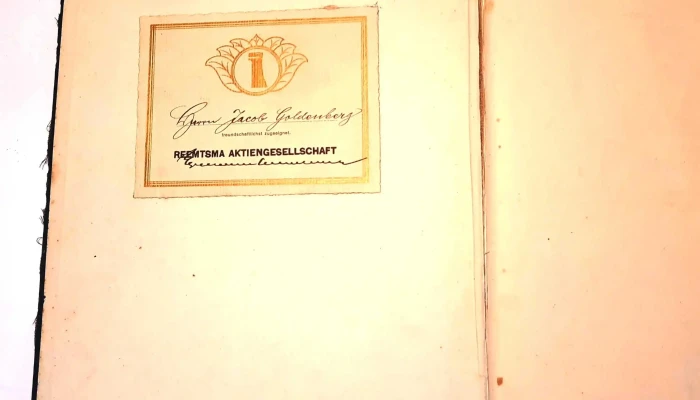 Herrn Jacob Goldenberg
freundschaftlichst zugeeignet.
REEMTSMA AKTIENGESELLSCHAFT